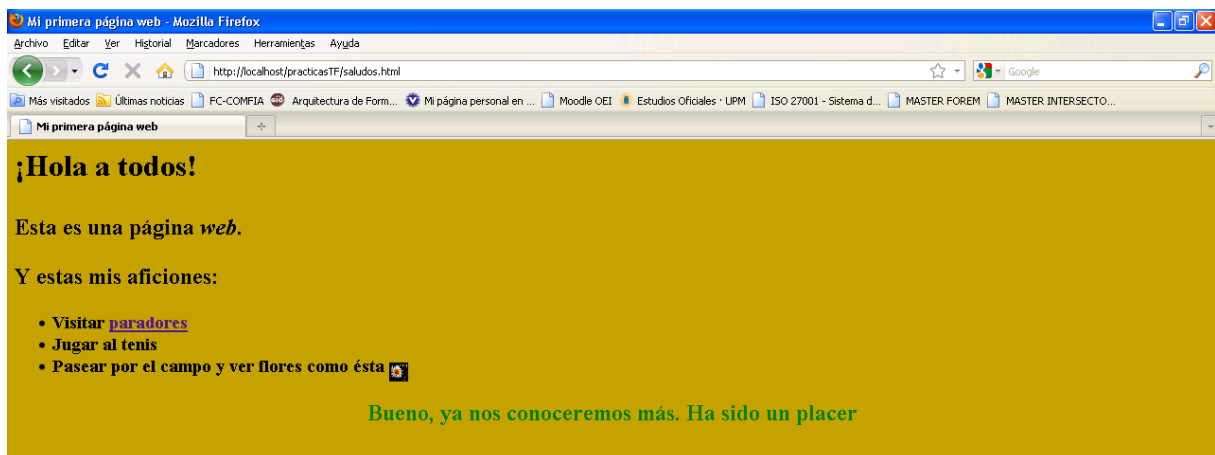 Mi primera página web - Mozilla Firefox
Archivo Editar Ver Historial Marcadores Herramientas Ayuda
http://localhost/practicasTF/saludos.html Google
Más visitados Últimas noticias FC-COMFIA Arquitectura de Form... Mi página personal en ... Moodle OEI Estudios Oficiales · UPM ISO 27001 - Sistema d... MASTER FOREM MASTER INTERSECTO...
Mi primera página web
¡Hola a todos!
Esta es una página web.
Y estas mis aficiones:
• Visitar paradores
• Jugar al tenis
• Pasear por el campo y ver flores como ésta
Bueno, ya nos conoceremos más. Ha sido un placer